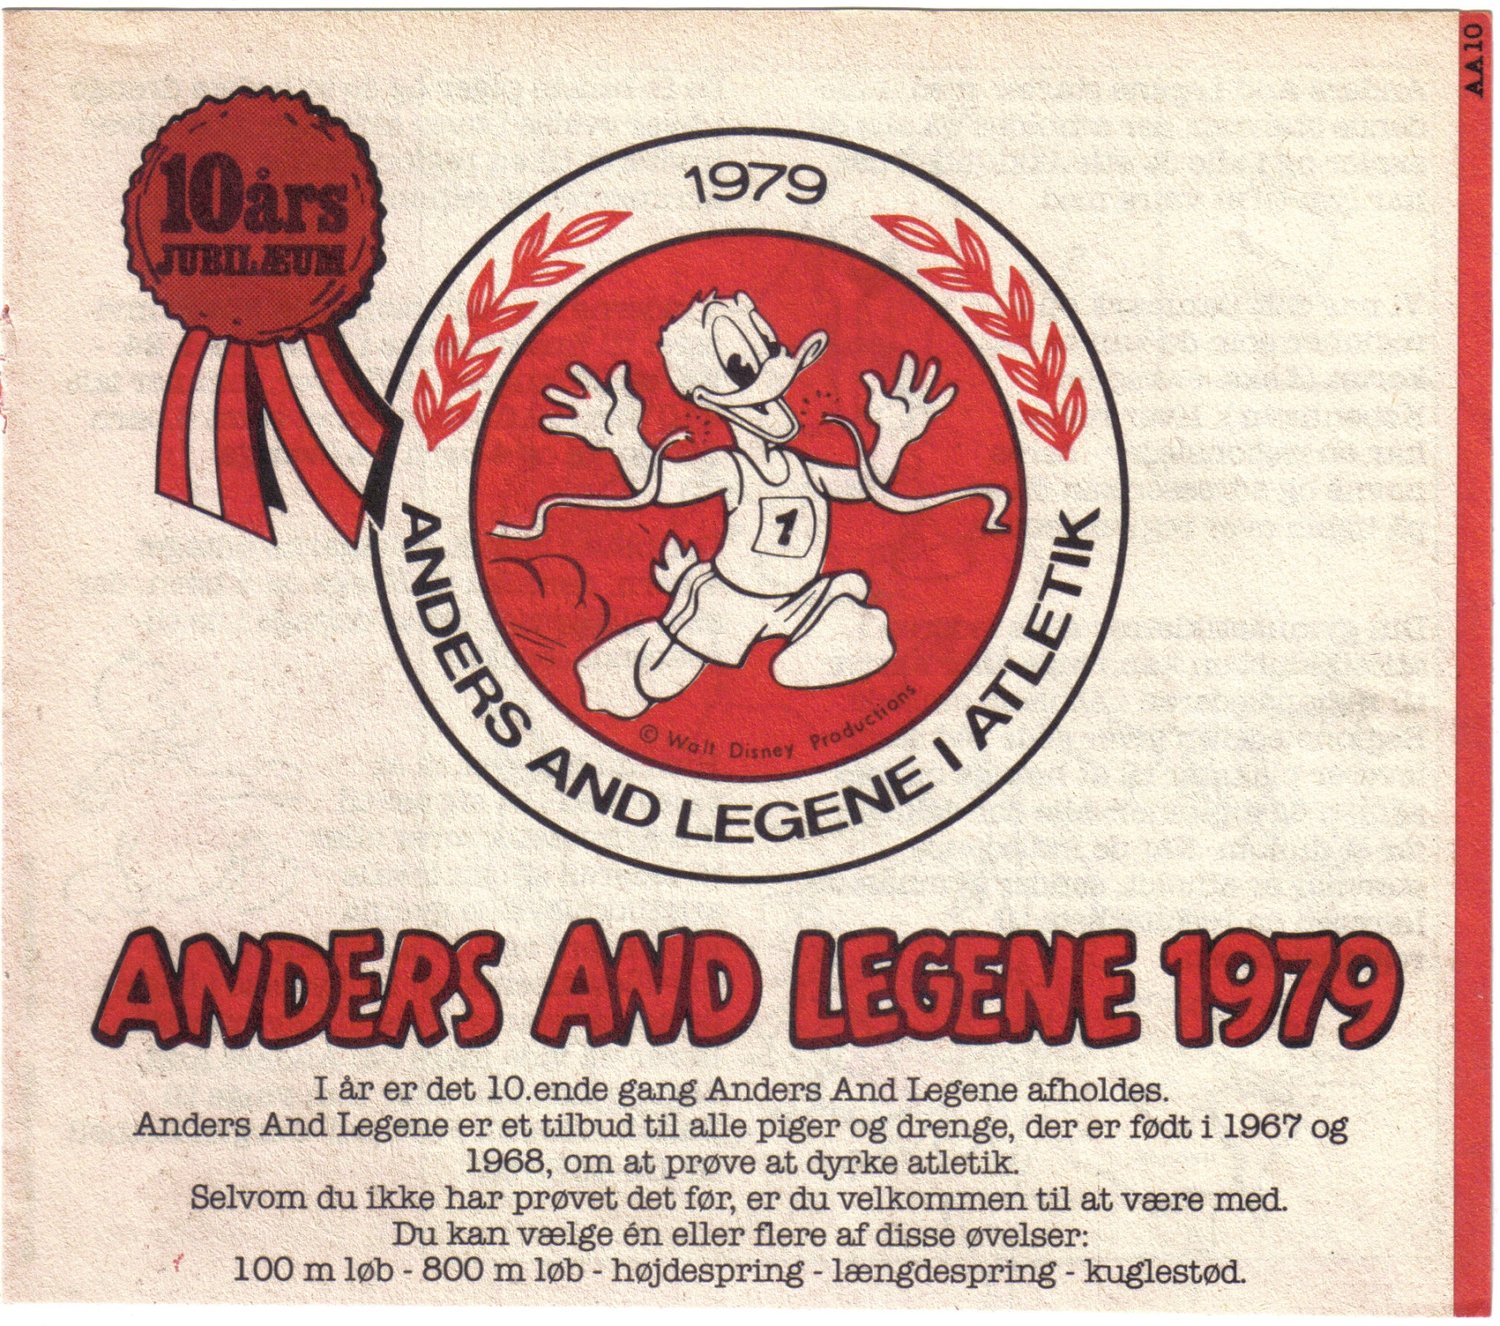 AA10
10 års
JUBILÆUM
1979
1
© Walt Disney Productions
ANDERS AND LEGENE I ATLETIK
ANDERS AND LEGENE 1979
I år er det 10.ende gang Anders And Legene afholdes.
Anders And Legene er et tilbud til alle piger og drenge, der er født i 1967 og
1968, om at prøve at dyrke atletik.
Selvom du ikke har prøvet det før, er du velkommen til at være med.
Du kan vælge én eller flere af disse øvelser:
100 m løb - 800 m løb - højdespring - længdespring - kuglestød.